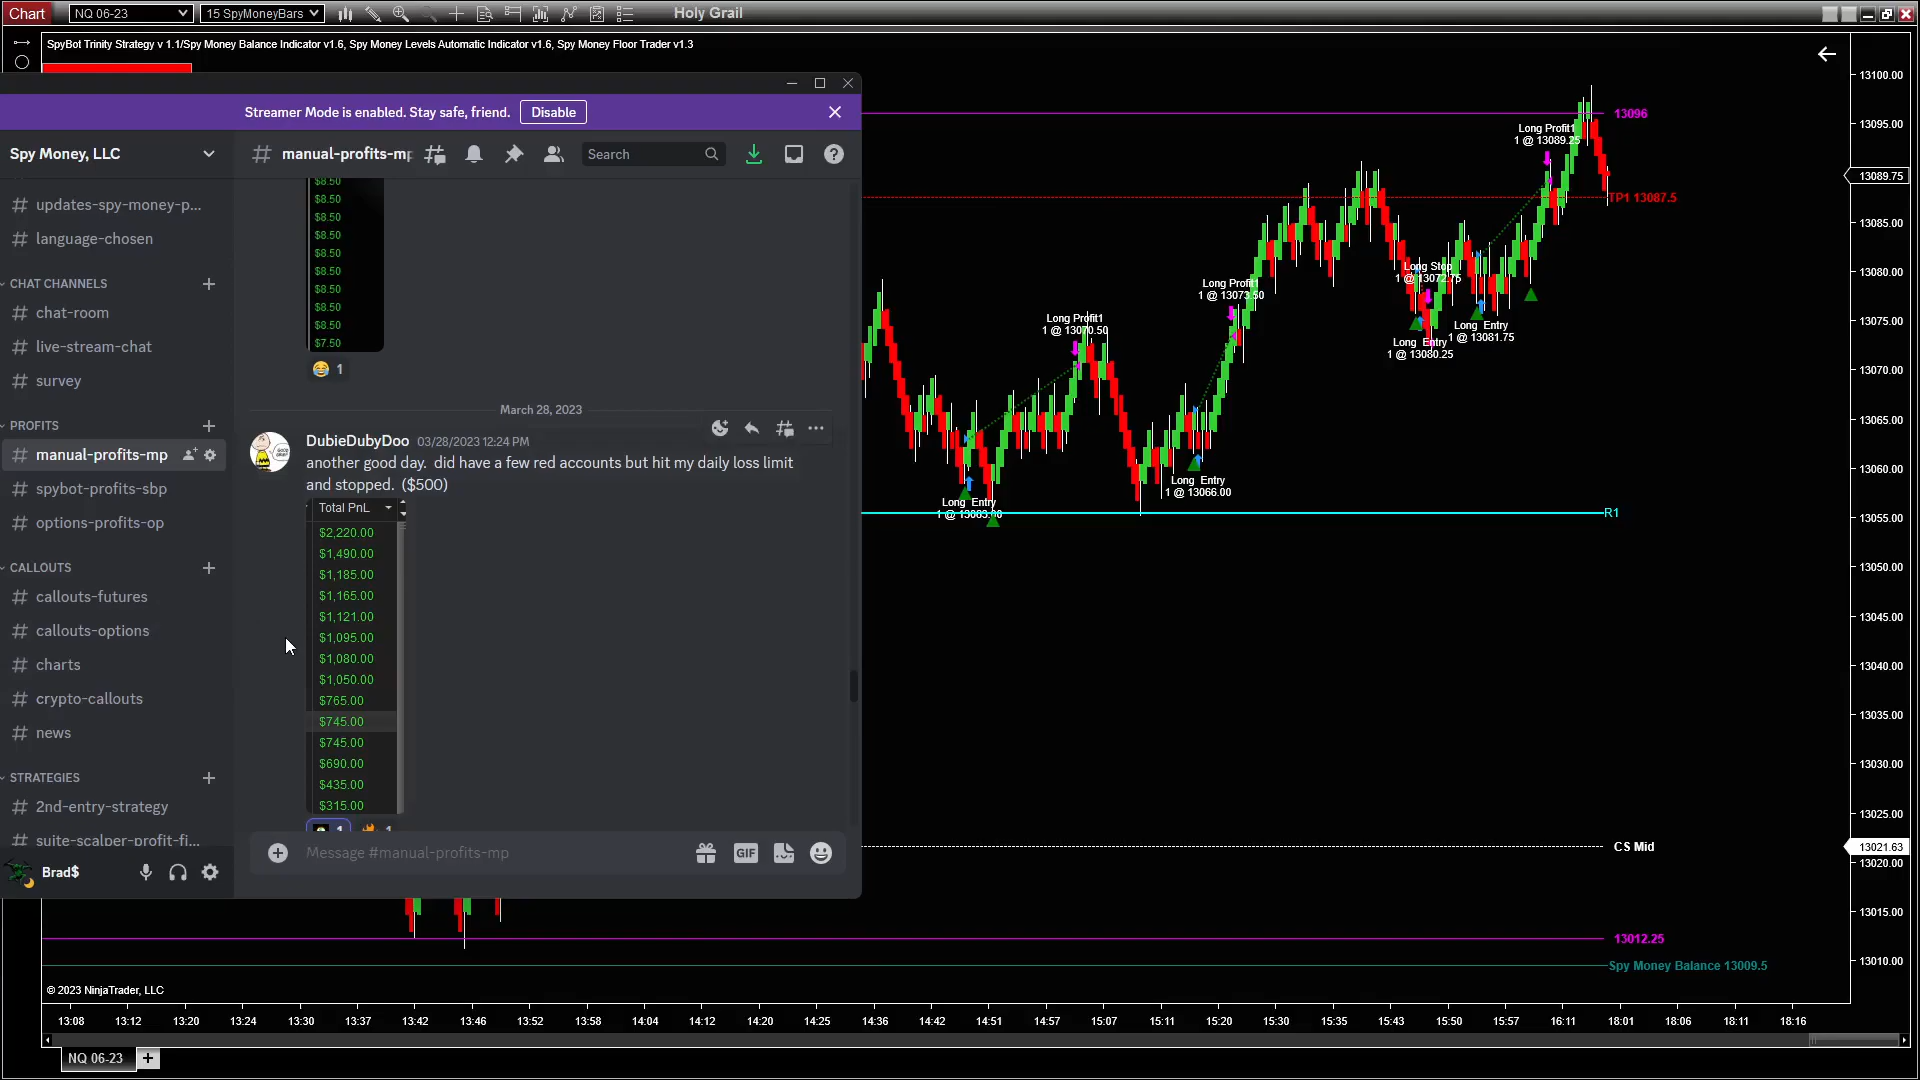 Chart
NQ 06-23
15 SpyMoneyBars
Holy Grail
SpyBot Trinity Strategy v 1.1/Spy Money Balance Indicator v1.6, Spy Money Levels Automatic Indicator v1.6, Spy Money Floor Trader v1.3
Streamer Mode is enabled. Stay safe, friend.
Disable
Spy Money, LLC
updates-spy-money-p...
language-chosen
CHAT CHANNELS
chat-room
live-stream-chat
survey
PROFITS
manual-profits-mp
spybot-profits-sbp
options-profits-op
CALLOUTS
callouts-futures
callouts-options
charts
crypto-callouts
news
STRATEGIES
2nd-entry-strategy
suite-scalper-profit-fi...
Brad$
manual-profits-mp
Search
$8.50
$8.50
$8.50
$8.50
$8.50
$8.50
$8.50
$8.50
$8.50
$7.50
1
March 28, 2023
DubieDubyDoo 03/28/2023 12:24 PM
another good day. did have a few red accounts but hit my daily loss limit
and stopped. ($500)
Total PnL
$2,220.00
$1,490.00
$1,185.00
$1,165.00
$1,121.00
$1,095.00
$1,080.00
$1,050.00
$765.00
$745.00
$745.00
$690.00
$435.00
$315.00
1
1
Message #manual-profits-mp
GIF
13096
Long Profit1
1 @ 13089.25
TP1 13087.5
Long Stop
1 @ 13072.75
Long Profit1
1 @ 13073.50
Long Profit1
1 @ 13070.50
Long Entry
1 @ 13081.75
Long Entry
1 @ 13080.25
Long Entry
1 @ 13066.00
Long Entry
R1
CS Mid
13012.25
Spy Money Balance 13009.5
13100.00
13095.00
13089.75
13085.00
13080.00
13075.00
13070.00
13065.00
13060.00
13055.00
13050.00
13045.00
13040.00
13035.00
13030.00
13025.00
13021.63
13020.00
13015.00
13010.00
© 2023 NinjaTrader, LLC
13:08
13:12
13:20
13:24
13:30
13:37
13:42
13:46
13:52
13:58
14:04
14:12
14:20
14:25
14:36
14:42
14:51
14:57
15:07
15:11
15:20
15:30
15:35
15:43
15:50
15:57
16:11
18:01
18:06
18:11
18:16
NQ 06-23